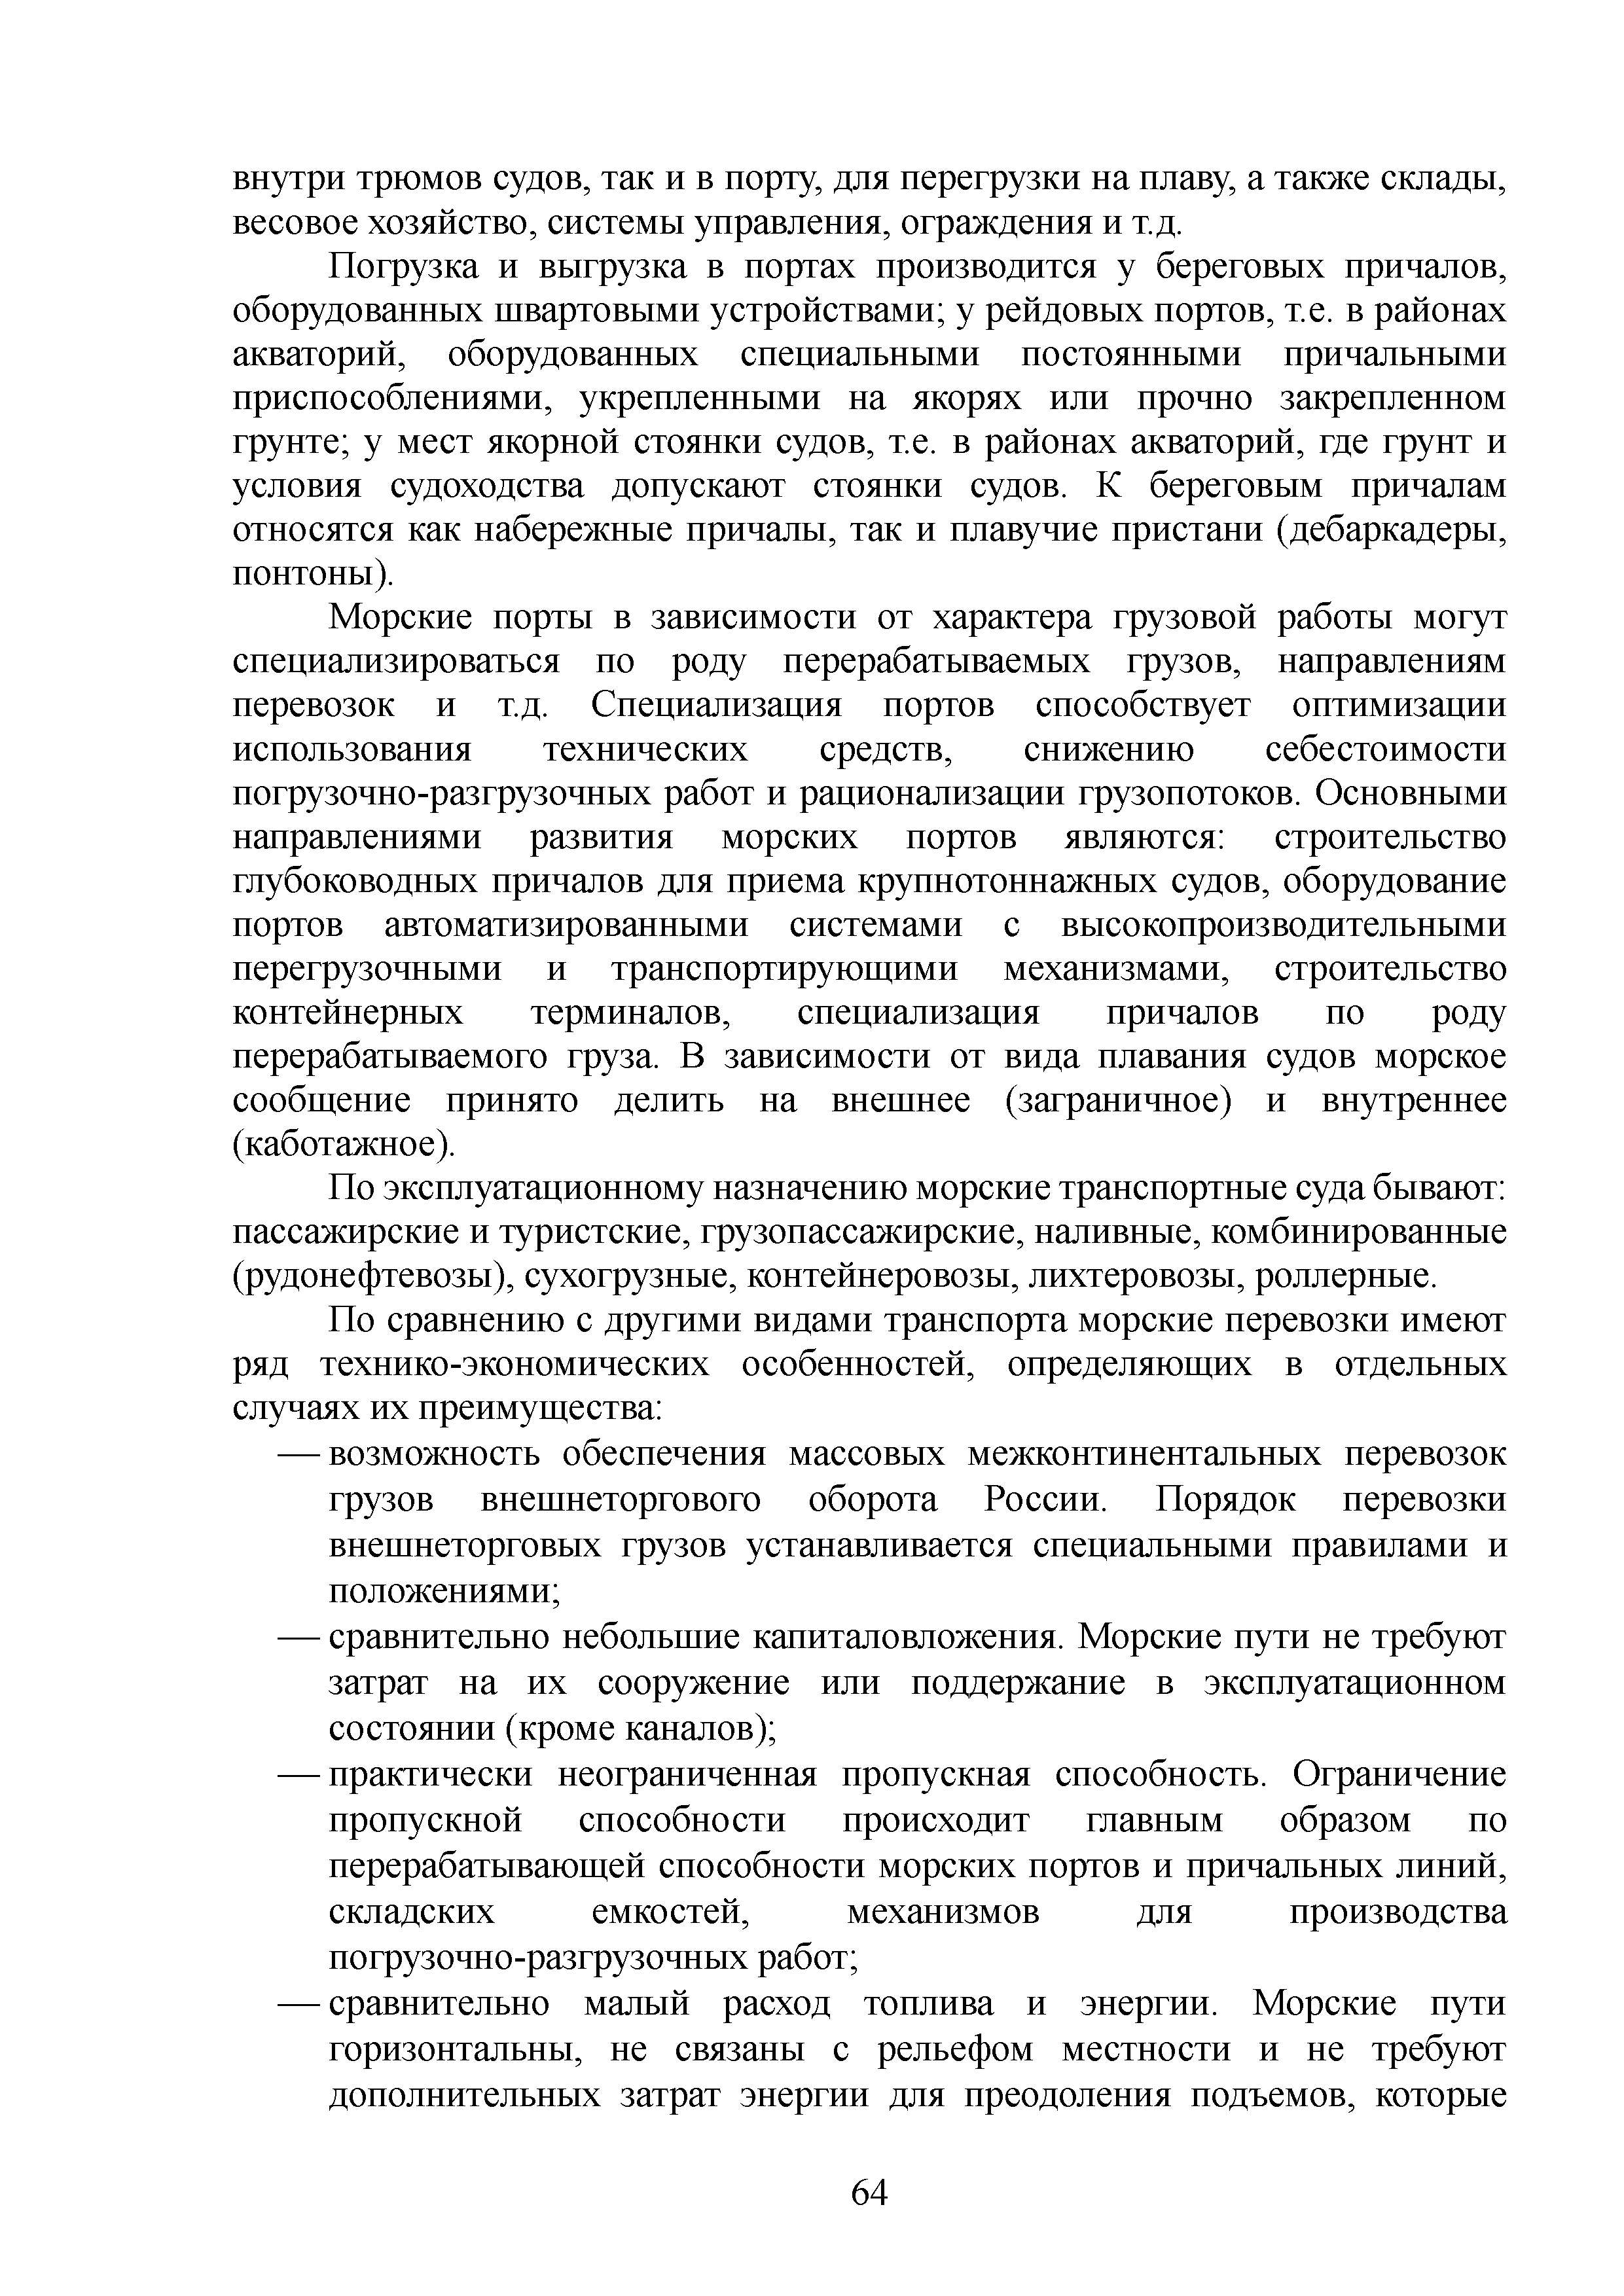 внутри трюмов судов, так и в порту, для перегрузки на плаву, а также склады,
весовое хозяйство, системы управления, ограждения и т.д.
Погрузка и выгрузка в портах производится у береговых причалов,
оборудованных швартовыми устройствами; у рейдовых портов, т.е. в районах
акваторий, оборудованных специальными постоянными причальными
приспособлениями, укрепленными на якорях или прочно закрепленном
грунте; у мест якорной стоянки судов, т.е. в районах акваторий, где грунт и
условия судоходства допускают стоянки судов. К береговым причалам
относятся как набережные причалы, так и плавучие пристани (дебаркадеры,
понтоны).
Морские порты в зависимости от характера грузовой работы могут
специализироваться по роду перерабатываемых грузов, направлениям
перевозок и т.д. Специализация портов способствует оптимизации
использования технических средств, снижению себестоимости
погрузочно-разгрузочных работ и рационализации грузопотоков. Основными
направлениями развития морских портов являются: строительство
глубоководных причалов для приема крупнотоннажных судов, оборудование
портов автоматизированными системами с высокопроизводительными
перегрузочными и транспортирующими механизмами, строительство
контейнерных терминалов, специализация причалов по роду
перерабатываемого груза. В зависимости от вида плавания судов морское
сообщение принято делить на внешнее (заграничное) и внутреннее
(каботажное).
По эксплуатационному назначению морские транспортные суда бывают:
пассажирские и туристские, грузопассажирские, наливные, комбинированные
(рудонефтевозы), сухогрузные, контейнеровозы, лихтеровозы, роллерные.
По сравнению с другими видами транспорта морские перевозки имеют
ряд технико-экономических особенностей, определяющих в отдельных
случаях их преимущества:
— возможность обеспечения массовых межконтинентальных перевозок
грузов внешнеторгового оборота России. Порядок перевозки
внешнеторговых грузов устанавливается специальными правилами и
положениями;
— сравнительно небольшие капиталовложения. Морские пути не требуют
затрат на их сооружение или поддержание в эксплуатационном
состоянии (кроме каналов);
— практически неограниченная пропускная способность. Ограничение
пропускной способности происходит главным образом по
перерабатывающей способности морских портов и причальных линий,
складских емкостей, механизмов для производства
погрузочно-разгрузочных работ;
— сравнительно малый расход топлива и энергии. Морские пути
горизонтальны, не связаны с рельефом местности и не требуют
дополнительных затрат энергии для преодоления подъемов, которые
64